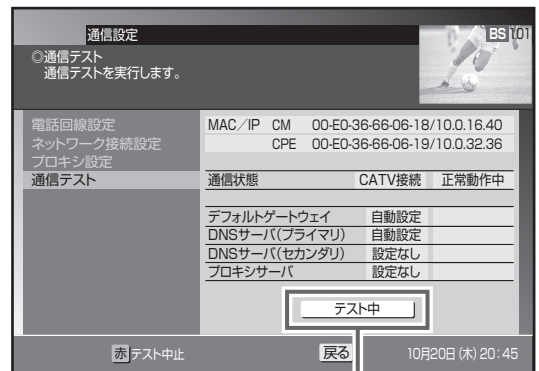 通信設定
BS 101
◎通信テスト
通信テストを実行します。
電話回線設定
ネットワーク接続設定
プロキシ設定
通信テスト
MAC／IP CM 00-E0-36-66-06-18/10.0.16.40
CPE 00-E0-36-66-06-19/10.0.32.36
通信状態 CATV接続 正常動作中
デフォルトゲートウェイ 自動設定
DNSサーバ(プライマリ) 自動設定
DNSサーバ(セカンダリ) 設定なし
プロキシサーバ 設定なし
テスト中
赤 テスト中止 戻る 10月20日(木)20:45